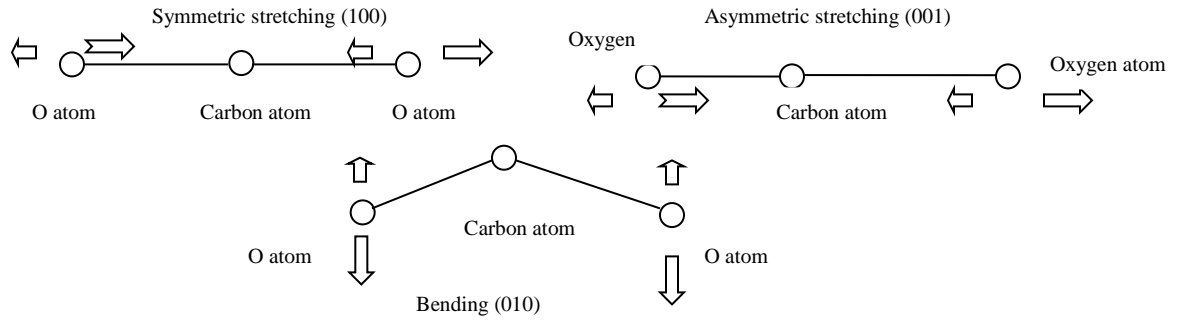 Symmetric stretching (100)
O atom Carbon atom O atom
Asymmetric stretching (001)
Oxygen
Oxygen atom
Carbon atom
Carbon atom
O atom O atom
Bending (010)